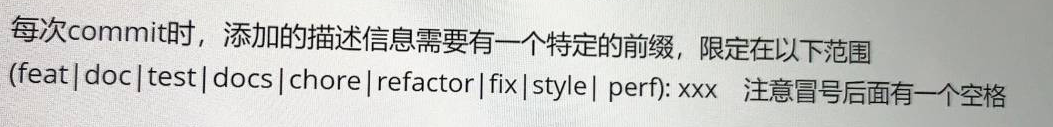 每次commit时，添加的描述信息需要有一个特定的前缀，限定在以下范围
(feat|doc|test|docs|chore|refactor|fix|style| perf): xxx 注意冒号后面有一个空格